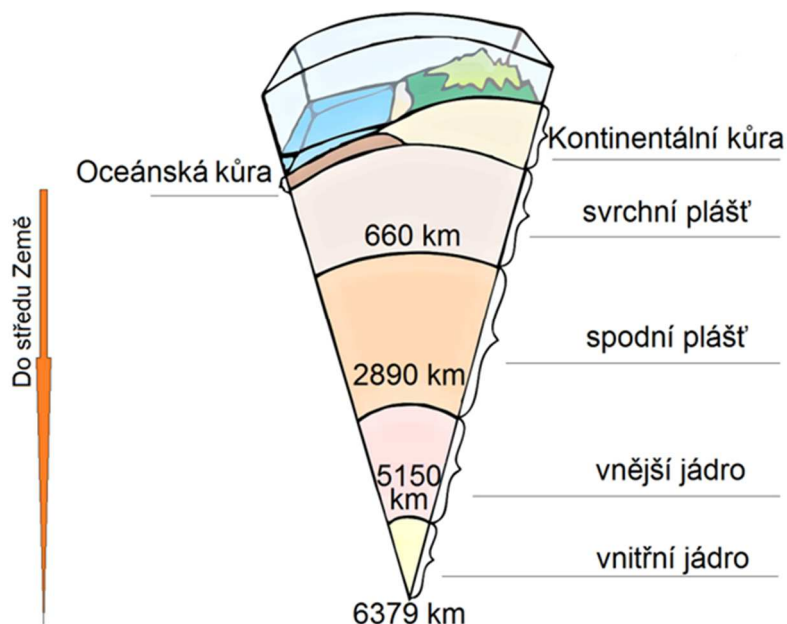 Kontinentální kůra
Oceánská kůra
svrchní plášť
660 km
Do středu Země
spodní plášť
2890 km
vnější jádro
5150
km
vnitřní jádro
6379 km